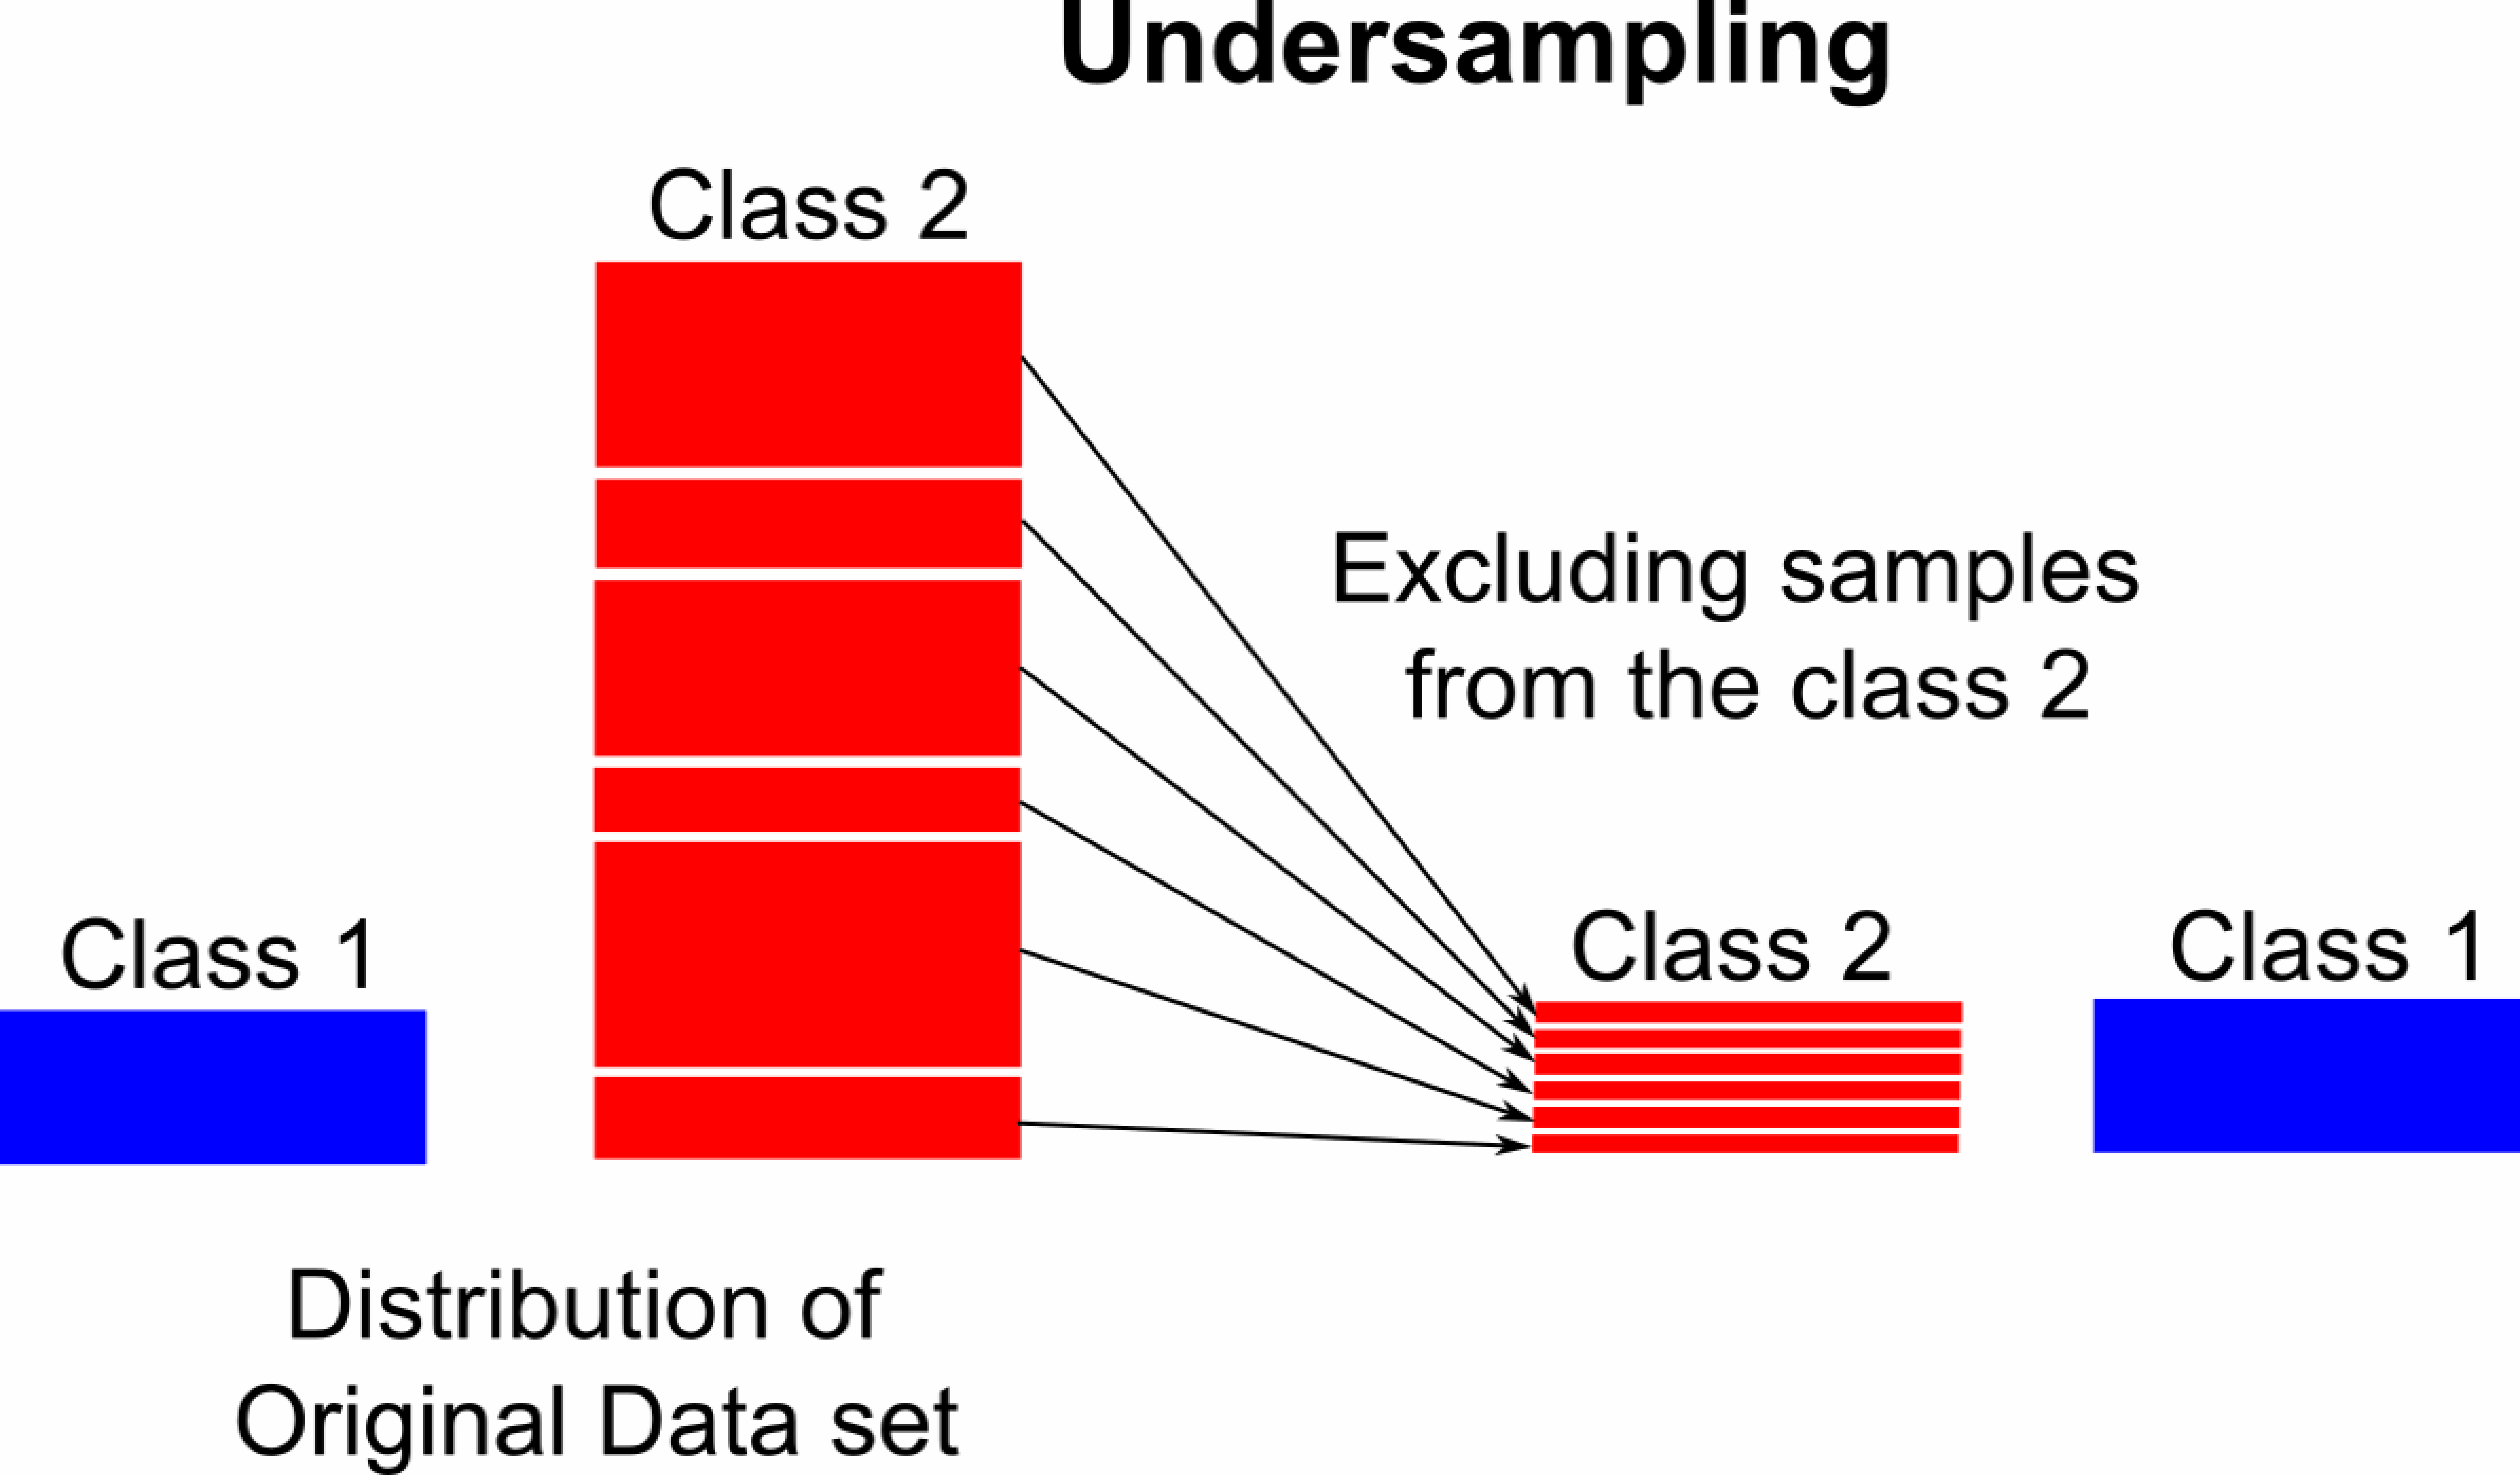 Undersampling
Class 2
Excluding samples
from the class 2
Class 1
Class 2
Class 1
Distribution of
Original Data set